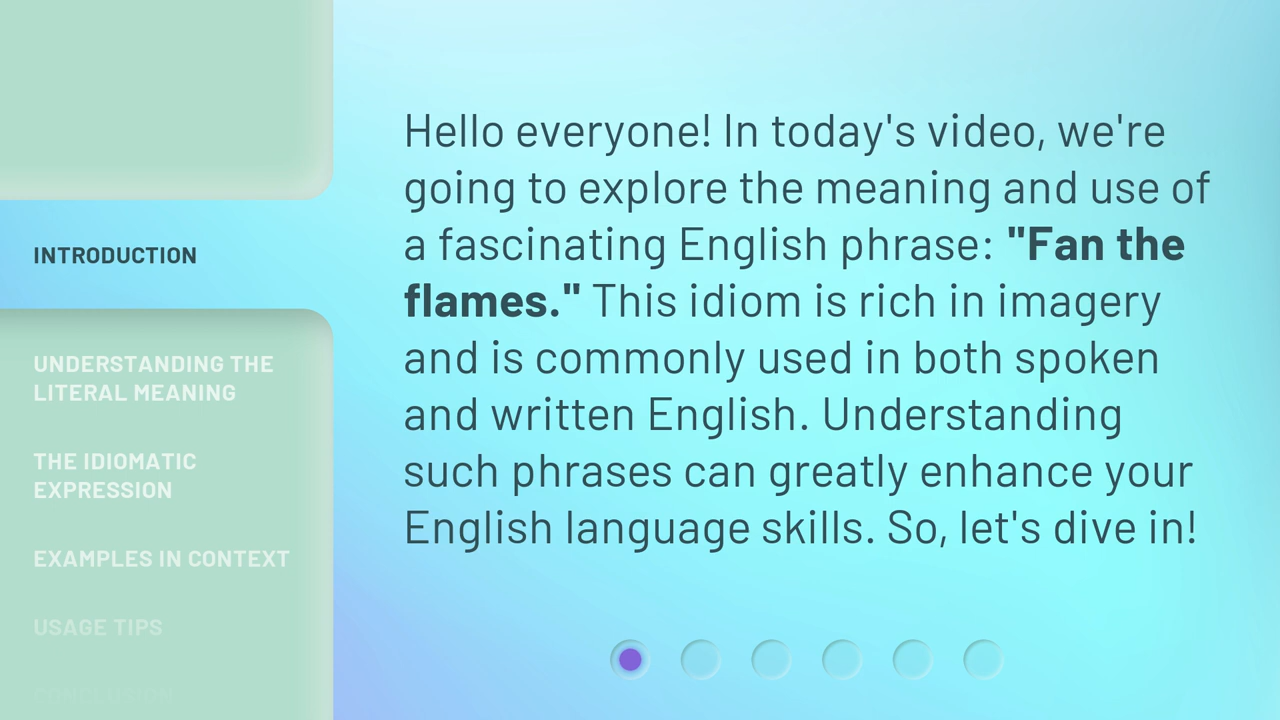 INTRODUCTION
UNDERSTANDING THE
LITERAL MEANING
THE IDIOMATIC
EXPRESSION
EXAMPLES IN CONTEXT
USAGE TIPS
CONCLUSION
Hello everyone! In today's video, we're
going to explore the meaning and use of
a fascinating English phrase: "Fan the
flames." This idiom is rich in imagery
and is commonly used in both spoken
and written English. Understanding
such phrases can greatly enhance your
English language skills. So, let's dive in!